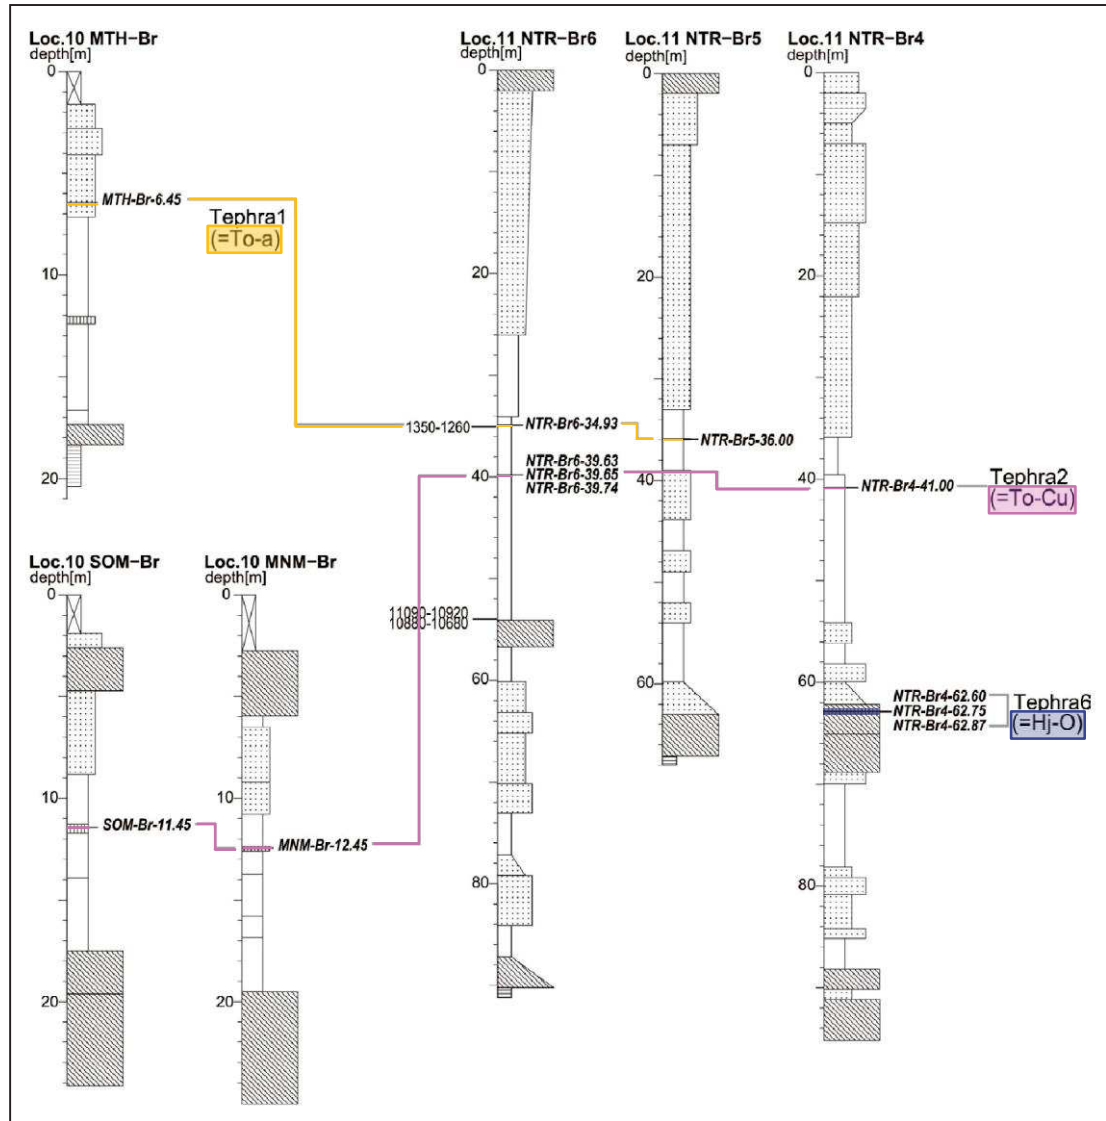 Loc.10 MTH-Br
depth[m]
0
10
20
MTH-Br-6.45
Tephra1
(=To-a)
Loc.11 NTR-Br6
depth[m]
0
20
40
60
80
1350-1260
11090-10920
10880-10680
NTR-Br6-34.93
NTR-Br6-39.63
NTR-Br6-39.65
NTR-Br6-39.74
Loc.11 NTR-Br5
depth[m]
0
20
40
60
NTR-Br5-36.00
Loc.11 NTR-Br4
depth[m]
0
20
40
60
80
NTR-Br4-41.00
Tephra2
(=To-Cu)
NTR-Br4-62.60
NTR-Br4-62.75
NTR-Br4-62.87
Tephra6
(=Hj-O)
Loc.10 SOM-Br
depth[m]
0
10
20
SOM-Br-11.45
Loc.10 MNM-Br
depth[m]
0
10
20
MNM-Br-12.45